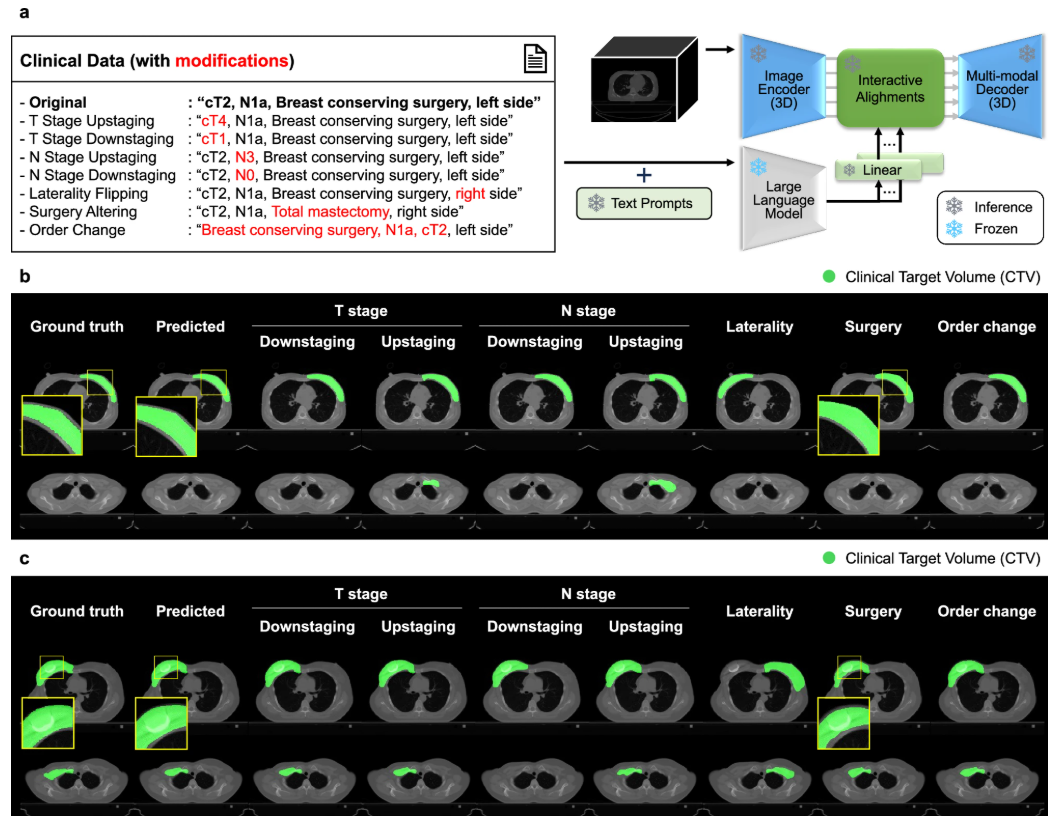 a
Clinical Data (with modifications)
- Original : “cT2, N1a, Breast conserving surgery, left side”
- T Stage Upstaging : “cT4, N1a, Breast conserving surgery, left side”
- T Stage Downstaging : “cT1, N1a, Breast conserving surgery, left side”
- N Stage Upstaging : “cT2, N3, Breast conserving surgery, left side”
- N Stage Downstaging : “cT2, N0, Breast conserving surgery, left side”
- Laterality Flipping : “cT2, N1a, Breast conserving surgery, right side”
- Surgery Altering : “cT2, N1a, Total mastectomy, right side”
- Order Change : “Breast conserving surgery, N1a, cT2, left side”
+
Text Prompts
Image
Encoder
(3D)
Interactive
Alighments
Multi-modal
Decoder
(3D)
...
Linear
...
Large
Language
Model
Inference
Frozen
b
Clinical Target Volume (CTV)
Ground truth Predicted T stage N stage Laterality Surgery Order change
Downstaging Upstaging Downstaging Upstaging
c
Clinical Target Volume (CTV)
Ground truth Predicted T stage N stage Laterality Surgery Order change
Downstaging Upstaging Downstaging Upstaging